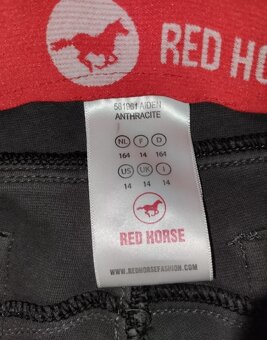 RED HO
581961 AIDEN
ANTHRACITE
NL F D
164 14 164
US UK I
14 14 14
RED HORSE
WWW.REDHORSEFASHION.COM